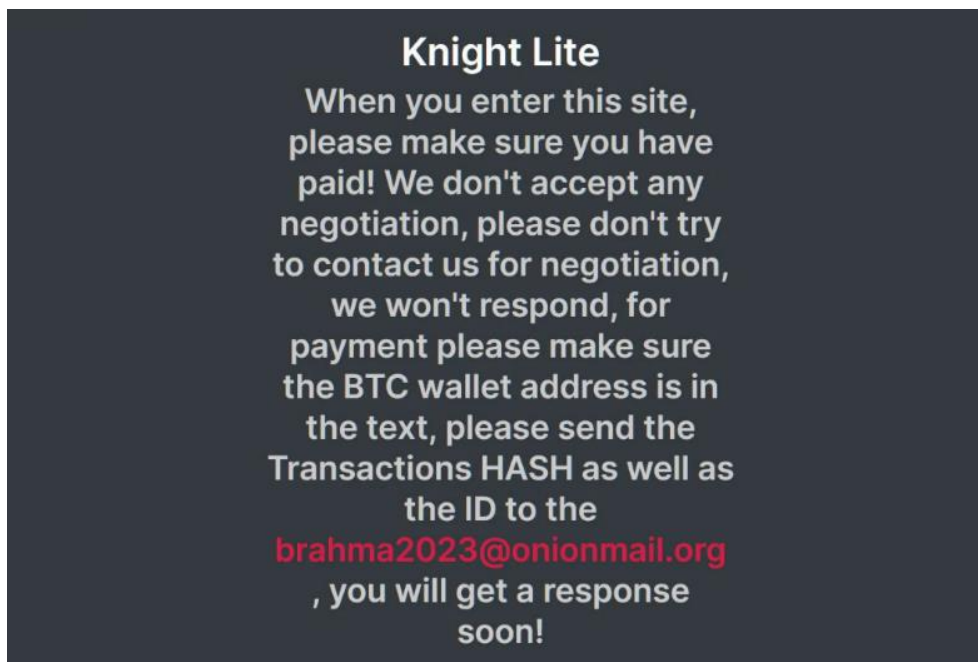 Knight Lite
When you enter this site,
please make sure you have
paid! We don't accept any
negotiation, please don't try
to contact us for negotiation,
we won't respond, for
payment please make sure
the BTC wallet address is in
the text, please send the
Transactions HASH as well as
the ID to the
brahma2023@onionmail.org
, you will get a response
soon!